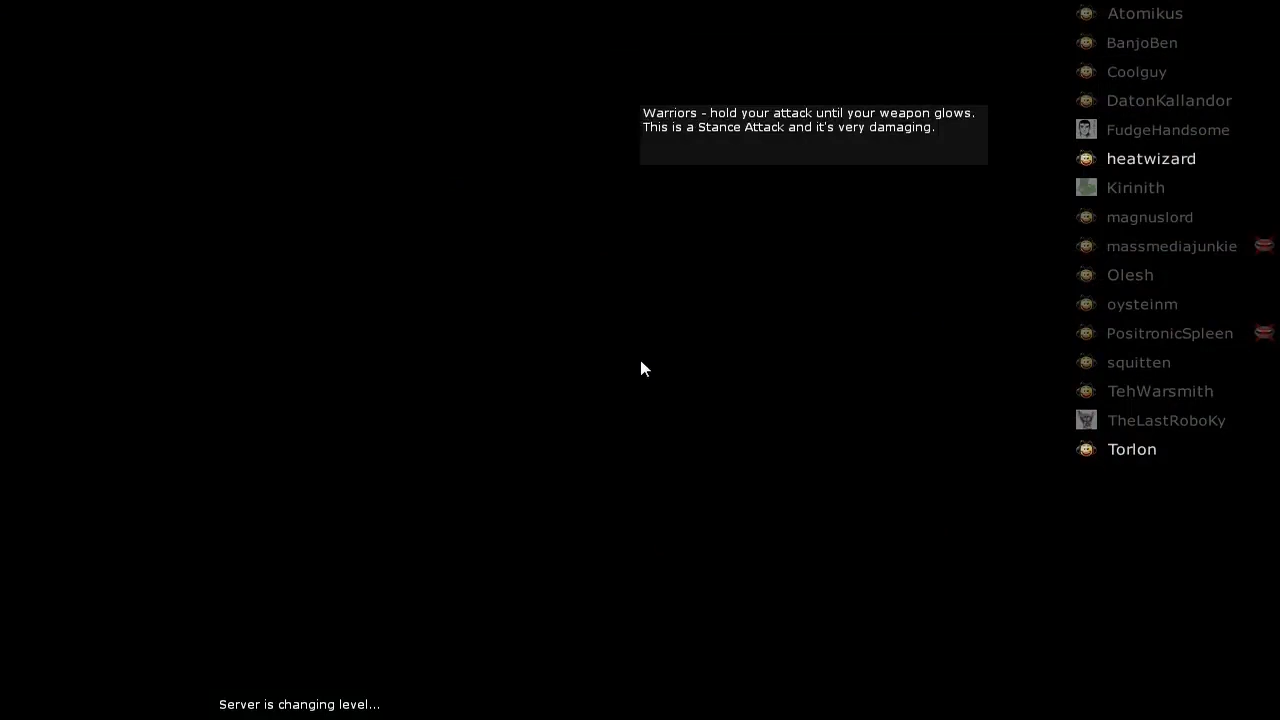 Atomikus
BanjoBen
Coolguy
DatonKallandor
Warriors - hold your attack until your weapon glows.
This is a Stance Attack and it's very damaging.
FudgeHandsome
heatwizard
Kirinith
magnuslord
massmediajunkie
Olesh
oysteinm
PositronicSpleen
squitten
TehWarsmith
TheLastRoboKy
Torlon
Server is changing level...